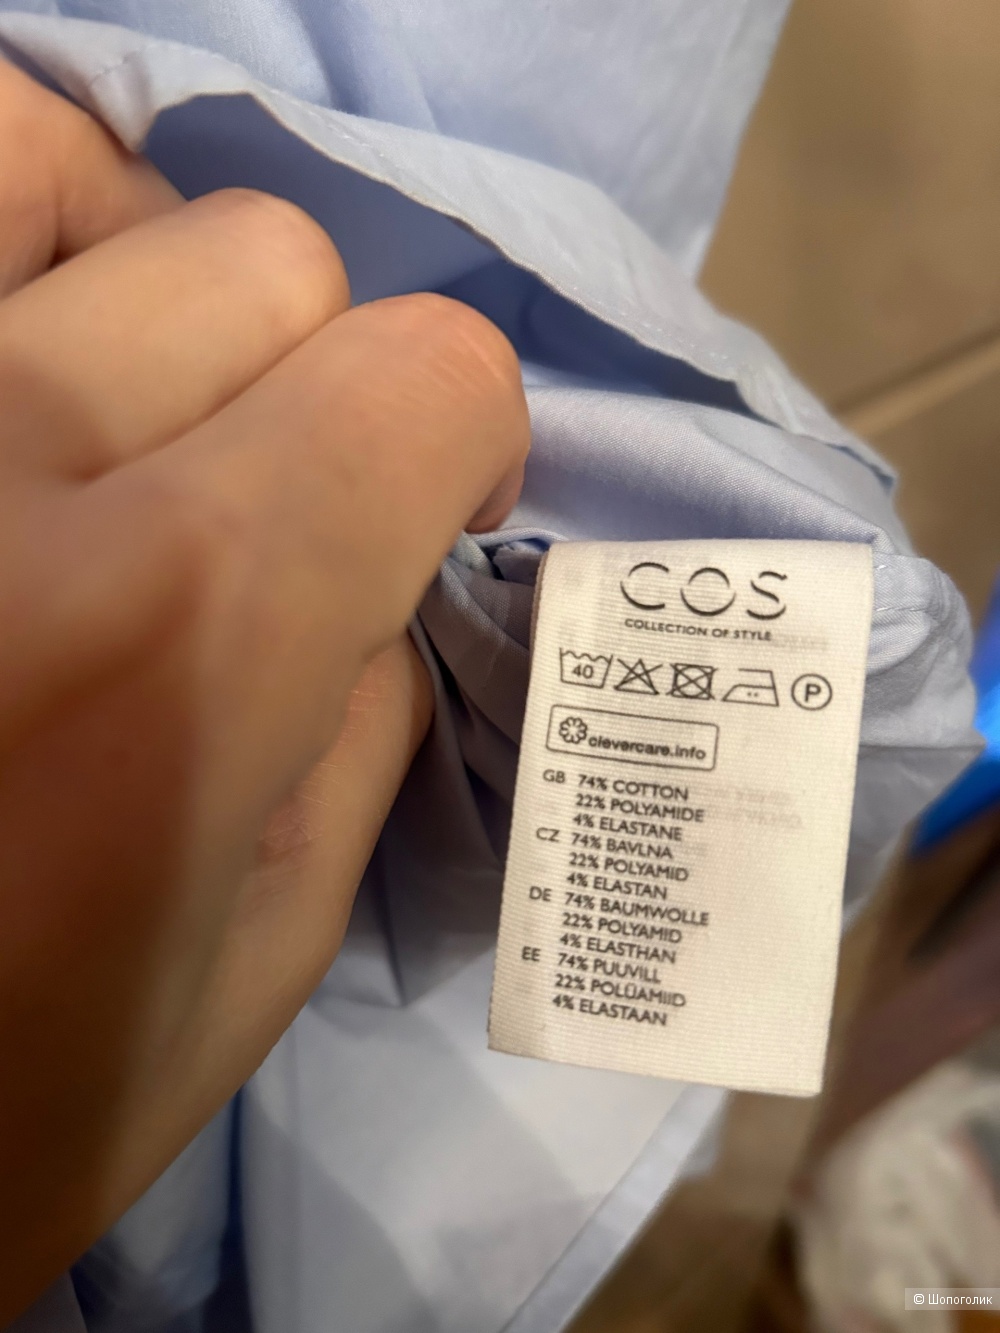 COS
COLLECTION OF STYLE
40 P
clevercare.info
GB 74% COTTON
22% POLYAMIDE
4% ELASTANE
CZ 74% BAVLNA
22% POLYAMID
4% ELASTAN
DE 74% BAUMWOLLE
22% POLYAMID
4% ELASTHAN
EE 74% PUUVILL
22% POLÜAMIID
4% ELASTAAN
© Шопоголик